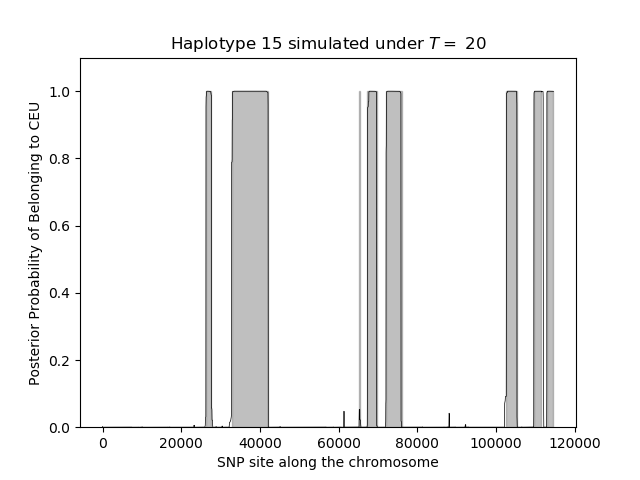 Haplotype 15 simulated under T = 20
Posterior Probability of Belonging to CEU
1.0
0.8
0.6
0.4
0.2
0.0
0 20000 40000 60000 80000 100000 120000
SNP site along the chromosome